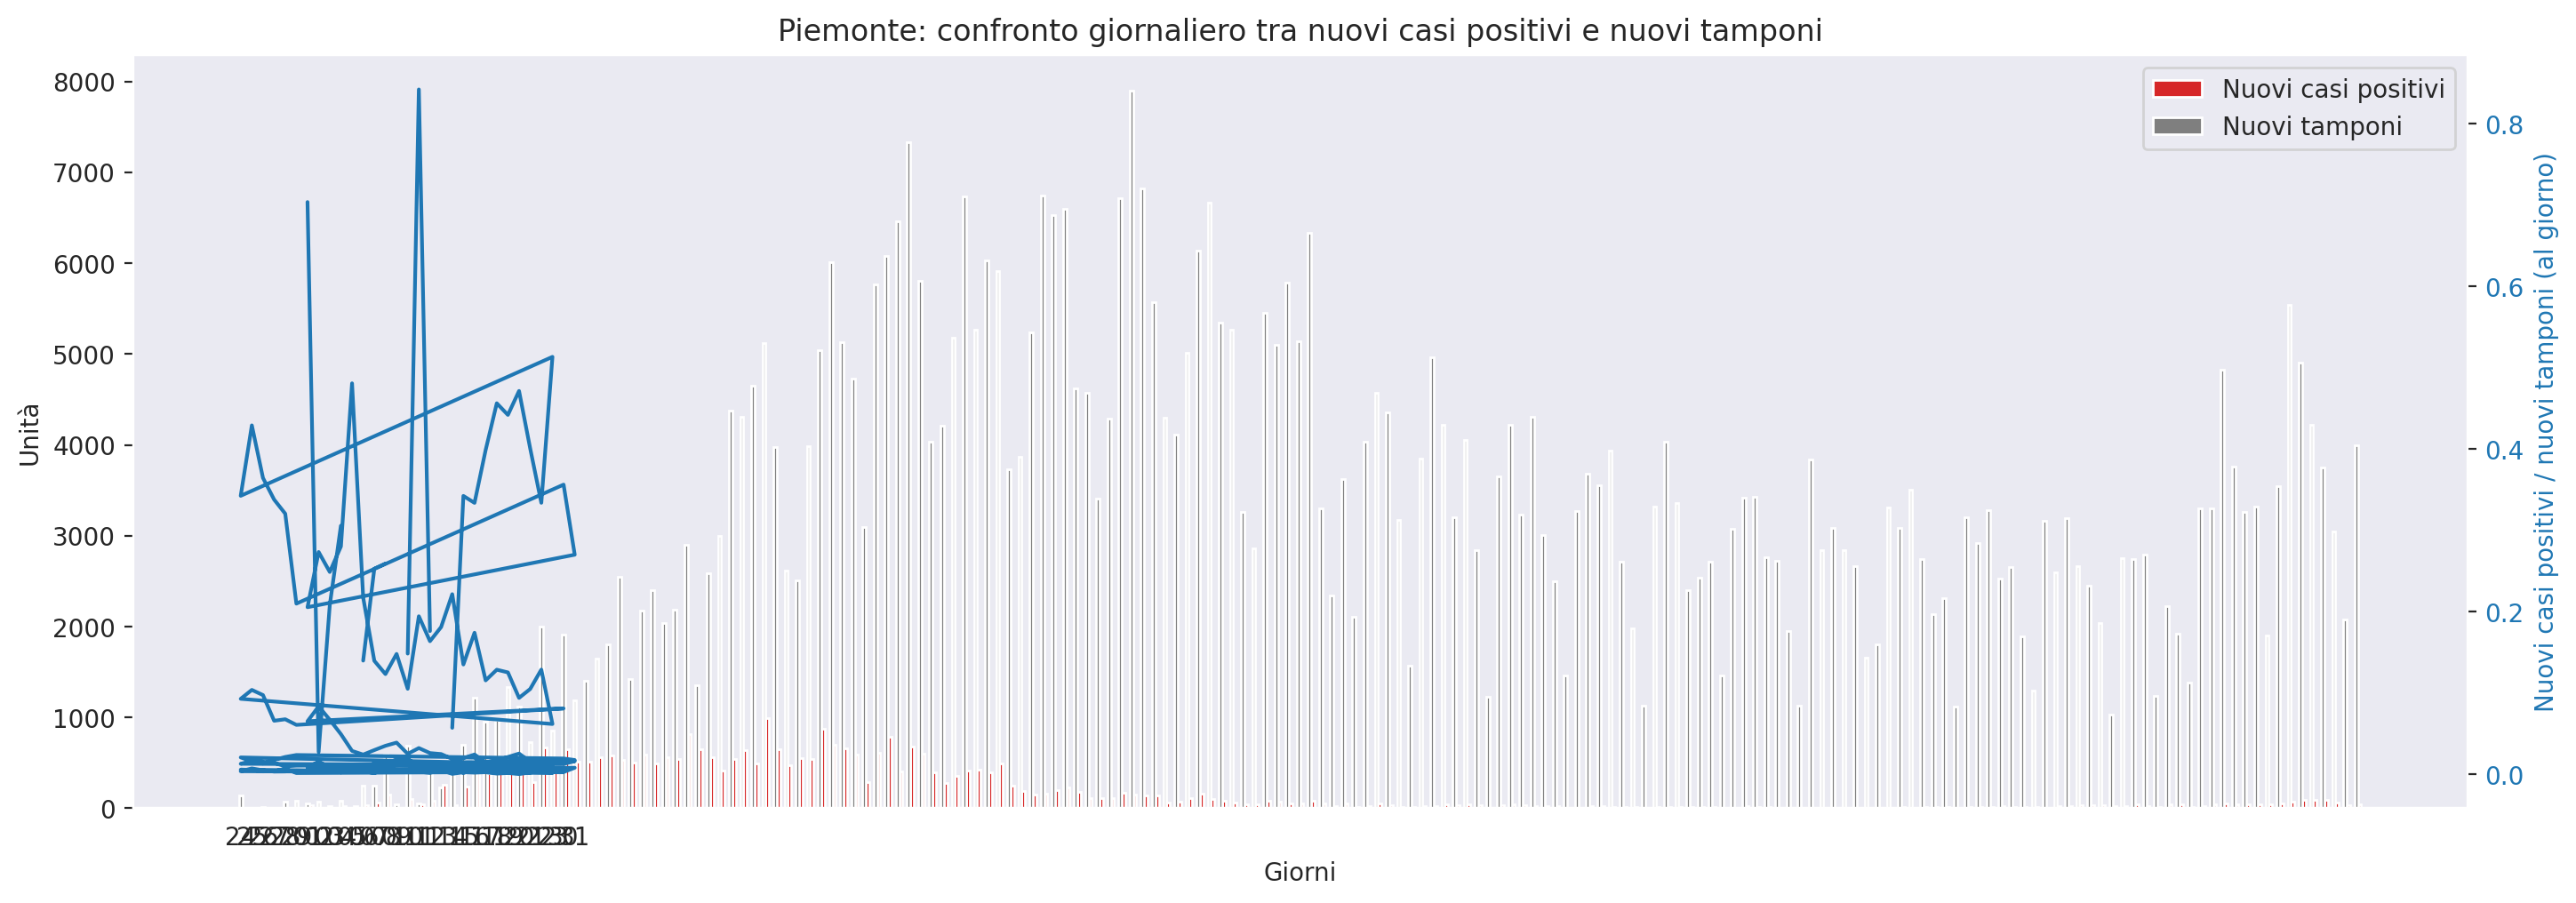 Piemonte: confronto giornaliero tra nuovi casi positivi e nuovi tamponi
Nuovi casi positivi
Nuovi tamponi
Unità
8000
7000
6000
5000
4000
3000
2000
1000
0
0.8
0.6
0.4
0.2
0.0
Nuovi casi positivi / nuovi tamponi (al giorno)
Giorni